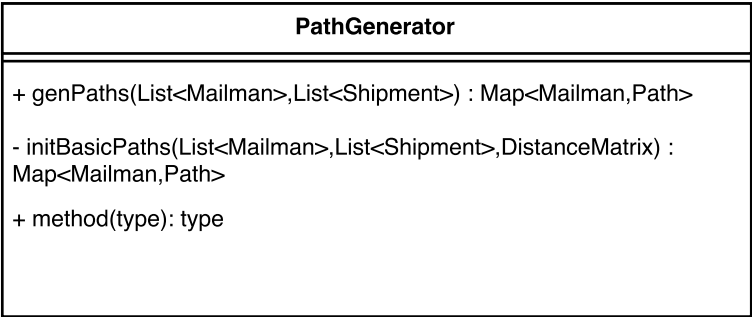 PathGenerator
+ genPaths(List<Mailman>,List<Shipment>) : Map<Mailman,Path>
- initBasicPaths(List<Mailman>,List<Shipment>,DistanceMatrix) :
Map<Mailman,Path>
+ method(type): type